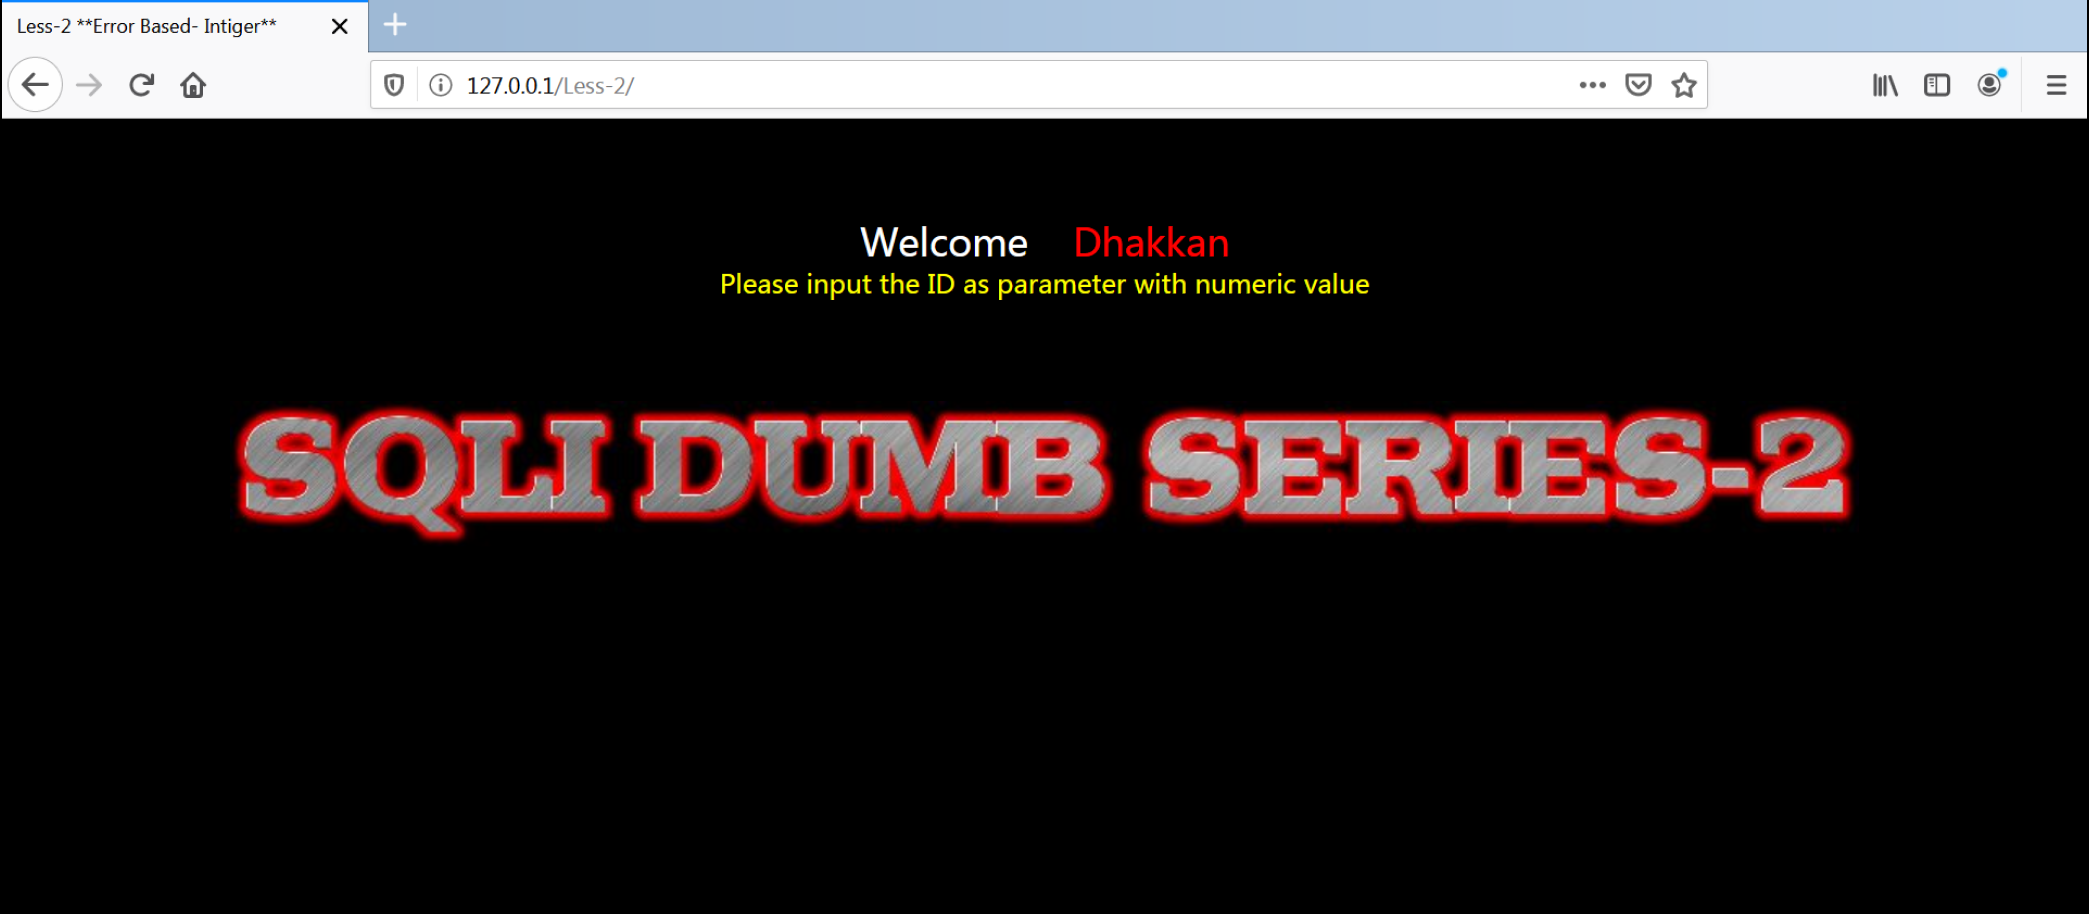 Less-2 **Error Based- Intiger**
127.0.0.1/Less-2/
Welcome Dhakkan
Please input the ID as parameter with numeric value
SQLI DUMB SERIES-2